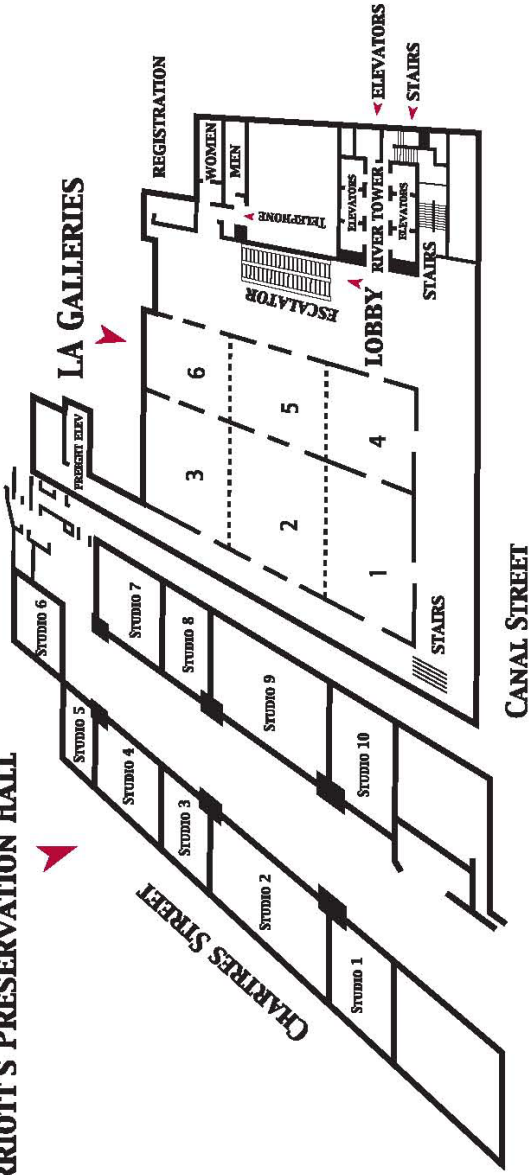 RRIOTT'S PRESERVATION HALL
LA GALLERIES
REGISTRATION
WOMEN
MEN
TELEPHONE
ELEVATORS
STAIRS
ELEVATORS
RIVER TOWER
ELEVATORS
STAIRS
LOBBY
ESCALATOR
FREIGHT ELEV
6
5
4
3
2
1
STAIRS
CANAL STREET
STUDIO 6
STUDIO 7
STUDIO 8
STUDIO 9
STUDIO 10
STUDIO 5
STUDIO 4
STUDIO 3
STUDIO 2
STUDIO 1
CHARTRES STREET